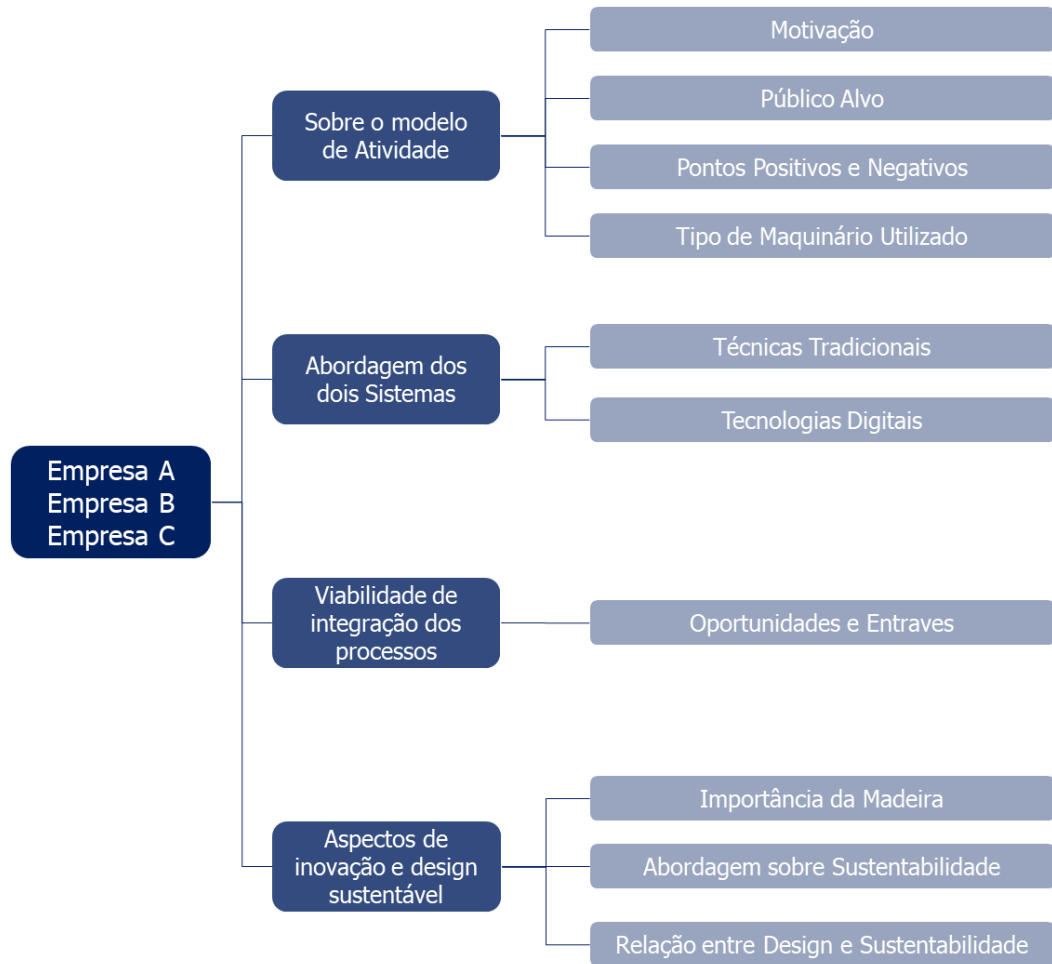 Empresa A
Empresa B
Empresa C
Sobre o modelo
de Atividade
Motivação
Público Alvo
Pontos Positivos e Negativos
Tipo de Maquinário Utilizado
Abordagem dos
dois Sistemas
Técnicas Tradicionais
Tecnologias Digitais
Viabilidade de
integração dos
processos
Oportunidades e Entraves
Aspectos de
inovação e design
sustentável
Importância da Madeira
Abordagem sobre Sustentabilidade
Relação entre Design e Sustentabilidade